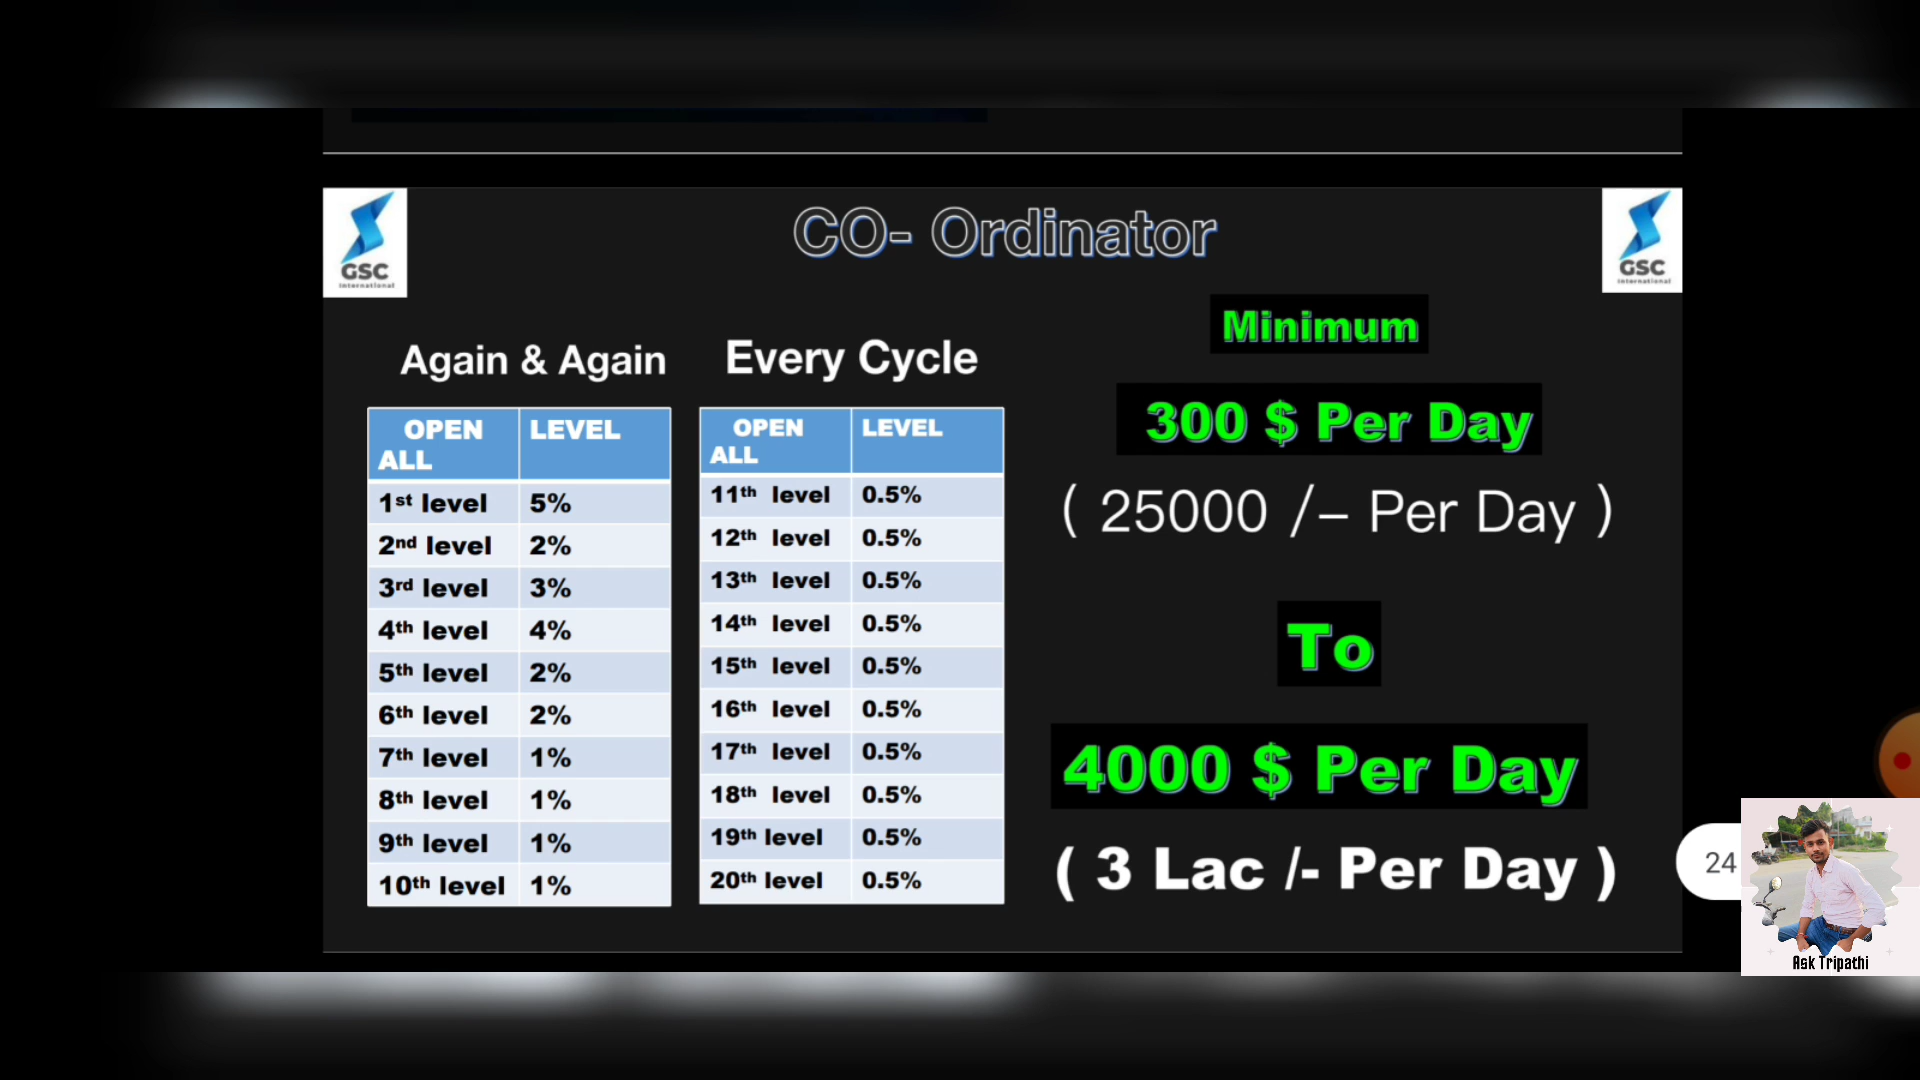 GSC
International
CO- Ordinator
GSC
International
Again & Again
OPEN ALL LEVEL
1st level 5%
2nd level 2%
3rd level 3%
4th level 4%
5th level 2%
6th level 2%
7th level 1%
8th level 1%
9th level 1%
10th level 1%
Every Cycle
OPEN ALL LEVEL
11th level 0.5%
12th level 0.5%
13th level 0.5%
14th level 0.5%
15th level 0.5%
16th level 0.5%
17th level 0.5%
18th level 0.5%
19th level 0.5%
20th level 0.5%
Minimum
300 $ Per Day
( 25000 /– Per Day )
To
4000 $ Per Day
( 3 Lac /- Per Day )
24
Ask Tripathi